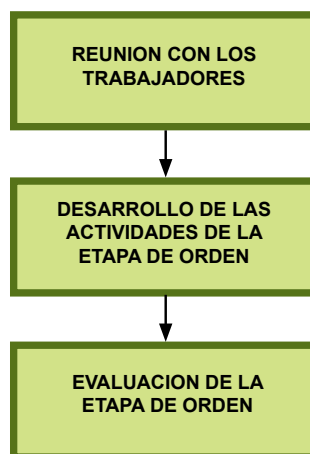 REUNION CON LOS
TRABAJADORES
DESARROLLO DE LAS
ACTIVIDADES DE LA
ETAPA DE ORDEN
EVALUACION DE LA
ETAPA DE ORDEN